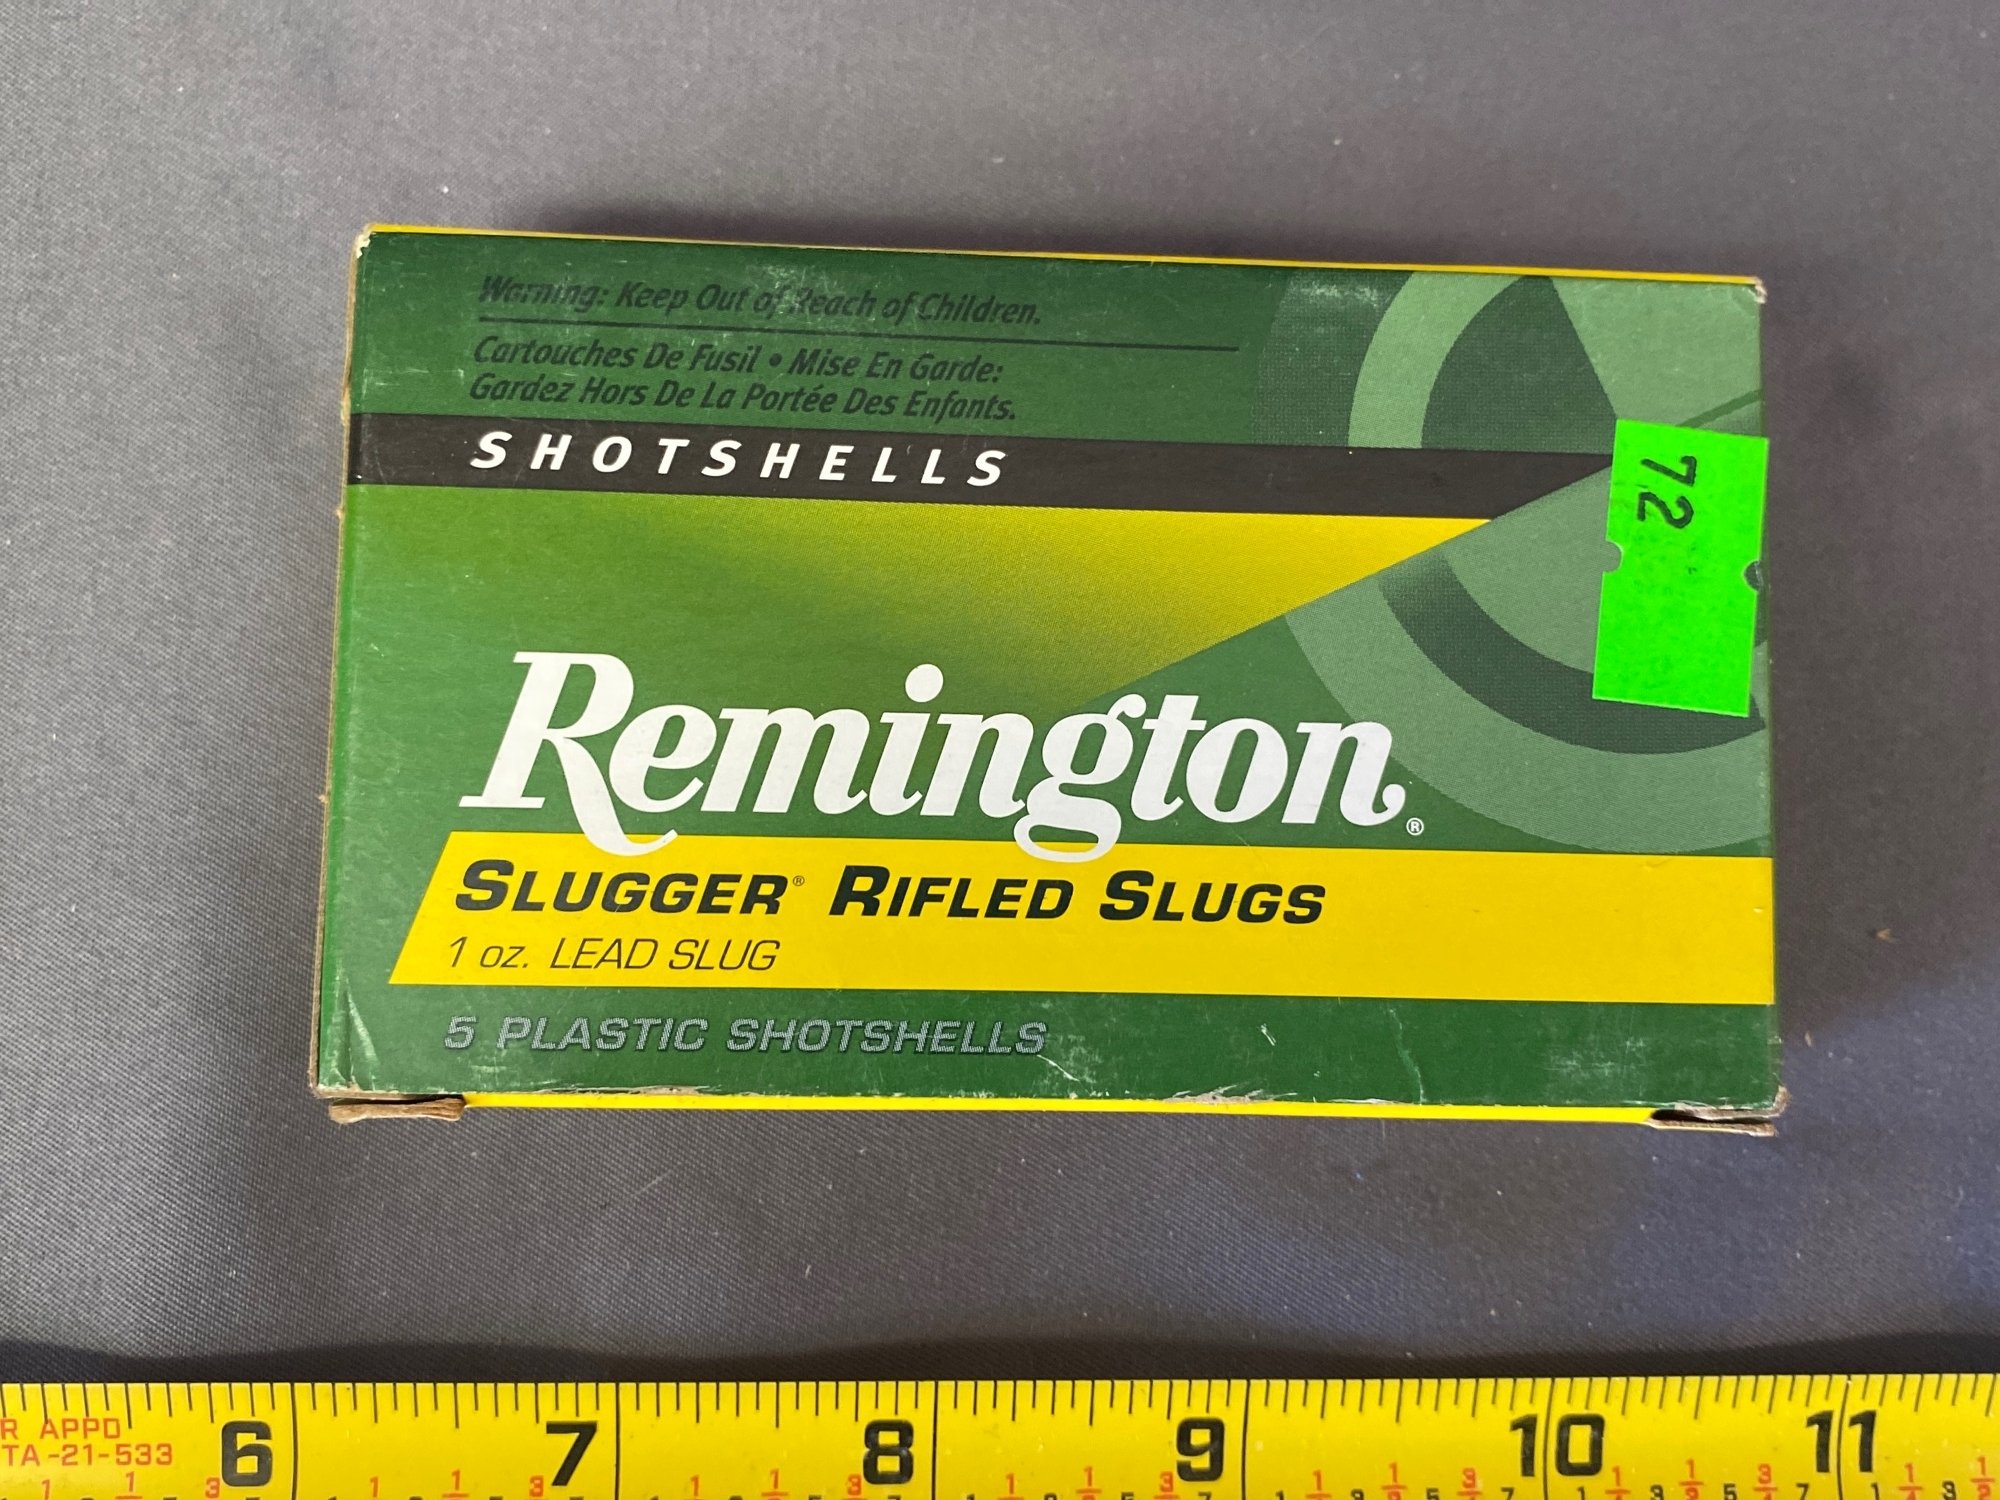 Warning: Keep Out of Reach of Children.
Cartouches De Fusil • Mise En Garde:
Gardez Hors De La Portée Des Enfants.
SHOTSHELLS
72
Remington®
SLUGGER® RIFLED SLUGS
1 oz. LEAD SLUG
5 PLASTIC SHOTSHELLS
R APPD
TA-21-533
6 7 8 9 10 11